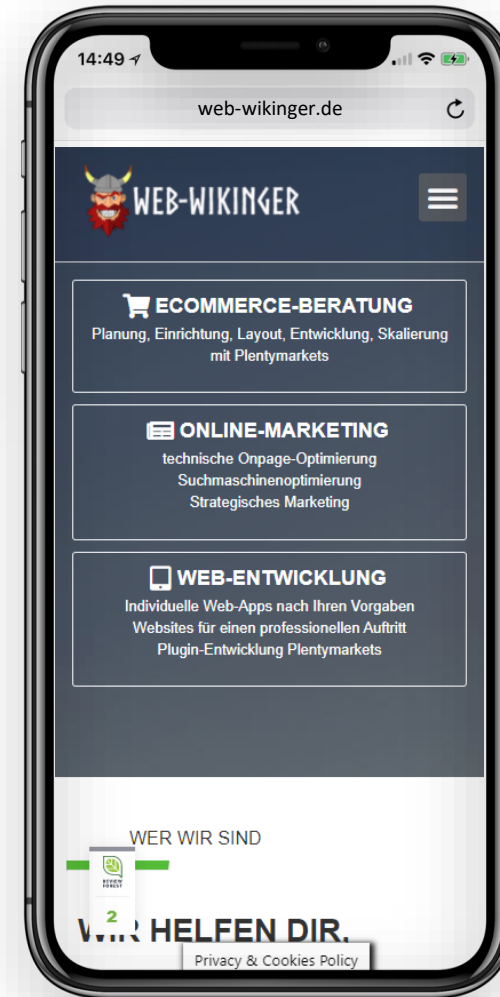 14:49
web-wikinger.de
WEB-WIKINGER
ECOMMERCE-BERATUNG
Planung, Einrichtung, Layout, Entwicklung, Skalierung
mit Plentymarkets
ONLINE-MARKETING
technische Onpage-Optimierung
Suchmaschinenoptimierung
Strategisches Marketing
WEB-ENTWICKLUNG
Individuelle Web-Apps nach Ihren Vorgaben
Websites für einen professionellen Auftritt
Plugin-Entwicklung Plentymarkets
WER WIR SIND
REVIEW
FOREST
2
WIR HELFEN DIR,
Privacy & Cookies Policy